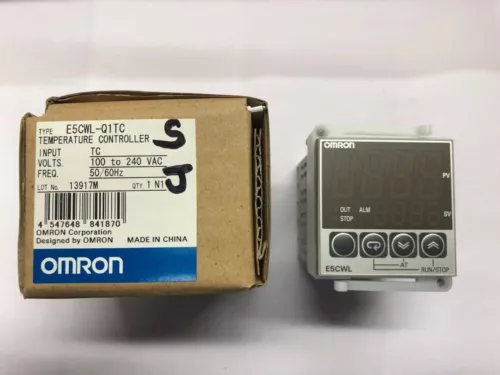 TYPE E5CWL-Q1TC
TEMPERATURE CONTROLLER
INPUT TC
VOLTS. 100 to 240 VAC
FREQ. 50/60Hz
LOT No. 13917M QTY. 1 N1
4 547648 841870
OMRON Corporation
Designed by OMRON MADE IN CHINA
OMRON
S
J
OMRON
PV
OUT ALM
STOP SV
AT
E5CWL RUN/STOP